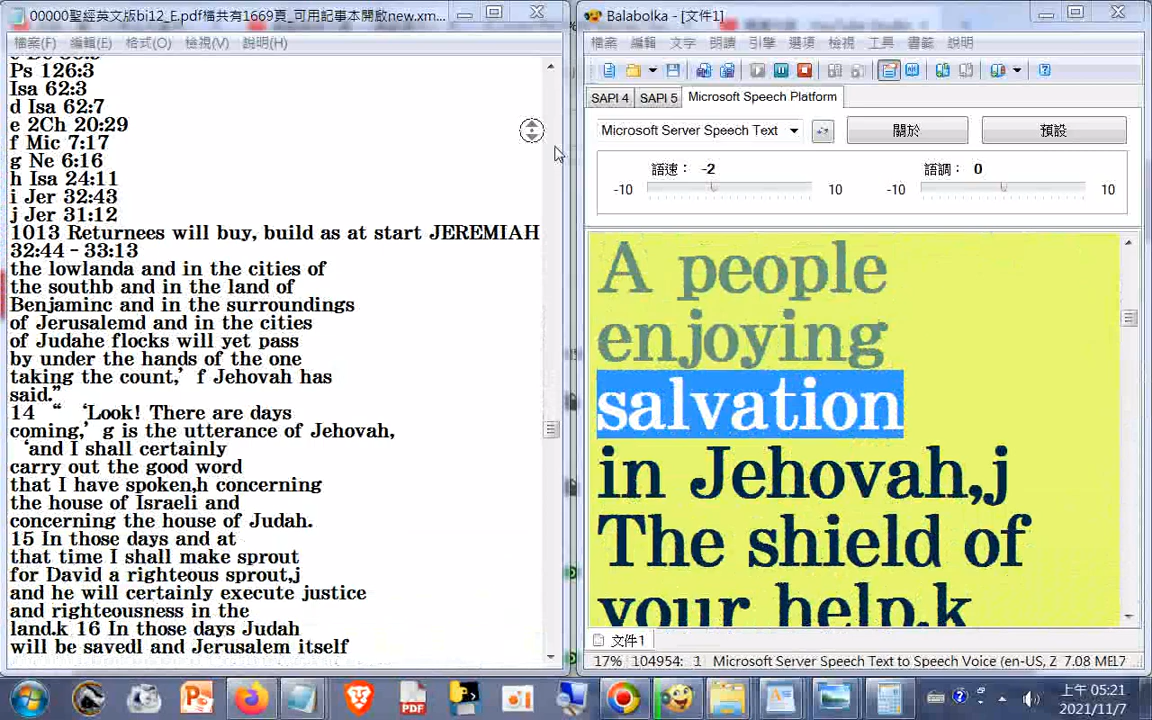 00000聖經英文版bi12_E.pdf檔共有1669頁_可用記事本開啟new.xm...
檔案(F) 編輯(E) 格式(O) 檢視(V) 說明(H)
Ps 126:3
Isa 62:3
d Isa 62:7
e 2Ch 20:29
f Mic 7:17
g Ne 6:16
h Isa 24:11
i Jer 32:43
j Jer 31:12
1013 Returnees will buy, build as at start JEREMIAH
32:44 – 33:13
the lowlanda and in the cities of
the southb and in the land of
Benjaminc and in the surroundings
of Jerusalemd and in the cities
of Judahe flocks will yet pass
by under the hands of the one
taking the count,’ f Jehovah has
said.”
14 “ ‘Look! There are days
coming,’ g is the utterance of Jehovah,
‘and I shall certainly
carry out the good word
that I have spoken,h concerning
the house of Israeli and
concerning the house of Judah.
15 In those days and at
that time I shall make sprout
for David a righteous sprout,j
and he will certainly execute justice
and righteousness in the
land.k 16 In those days Judah
will be savedl and Jerusalem itself
Balabolka - [文件1]
檔案 編輯 文字 朗讀 引擎 選項 檢視 工具 書籤 說明
SAPI 4 SAPI 5 Microsoft Speech Platform
Microsoft Server Speech Text 關於 預設
語速： -2 語調： 0
-10 10 -10 10
A people
enjoying
salvation
in Jehovah,j
The shield of
your help,k
文件1
17% 104954: 1 Microsoft Server Speech Text to Speech Voice (en-US, Z 7.08 MEL7
上午 05:21
2021/11/7